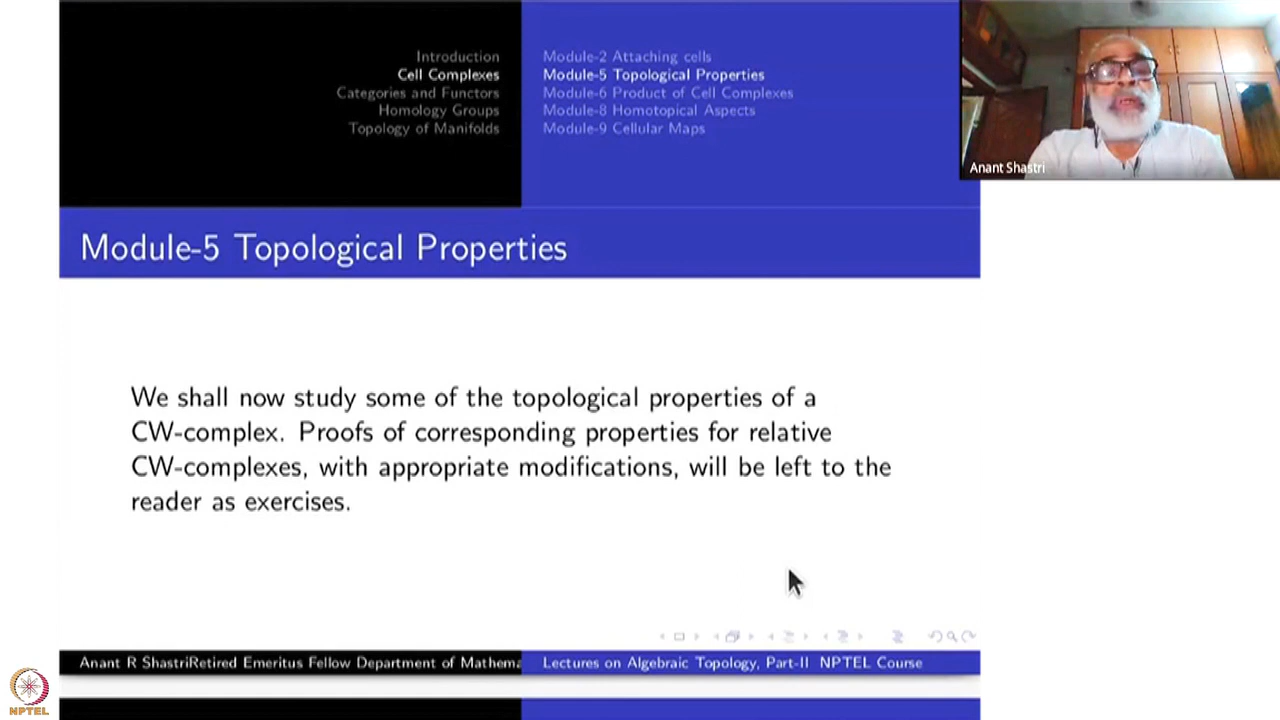 Introduction
Cell Complexes
Categories and Functors
Homology Groups
Topology of Manifolds
Module-2 Attaching cells
Module-5 Topological Properties
Module-6 Product of Cell Complexes
Module-8 Homotopical Aspects
Module-9 Cellular Maps
Anant Shastri
Module-5 Topological Properties
We shall now study some of the topological properties of a
CW-complex. Proofs of corresponding properties for relative
CW-complexes, with appropriate modifications, will be left to the
reader as exercises.
Anant R ShastriRetired Emeritus Fellow Department of Mathema
Lectures on Algebraic Topology, Part-II NPTEL Course
NPTEL